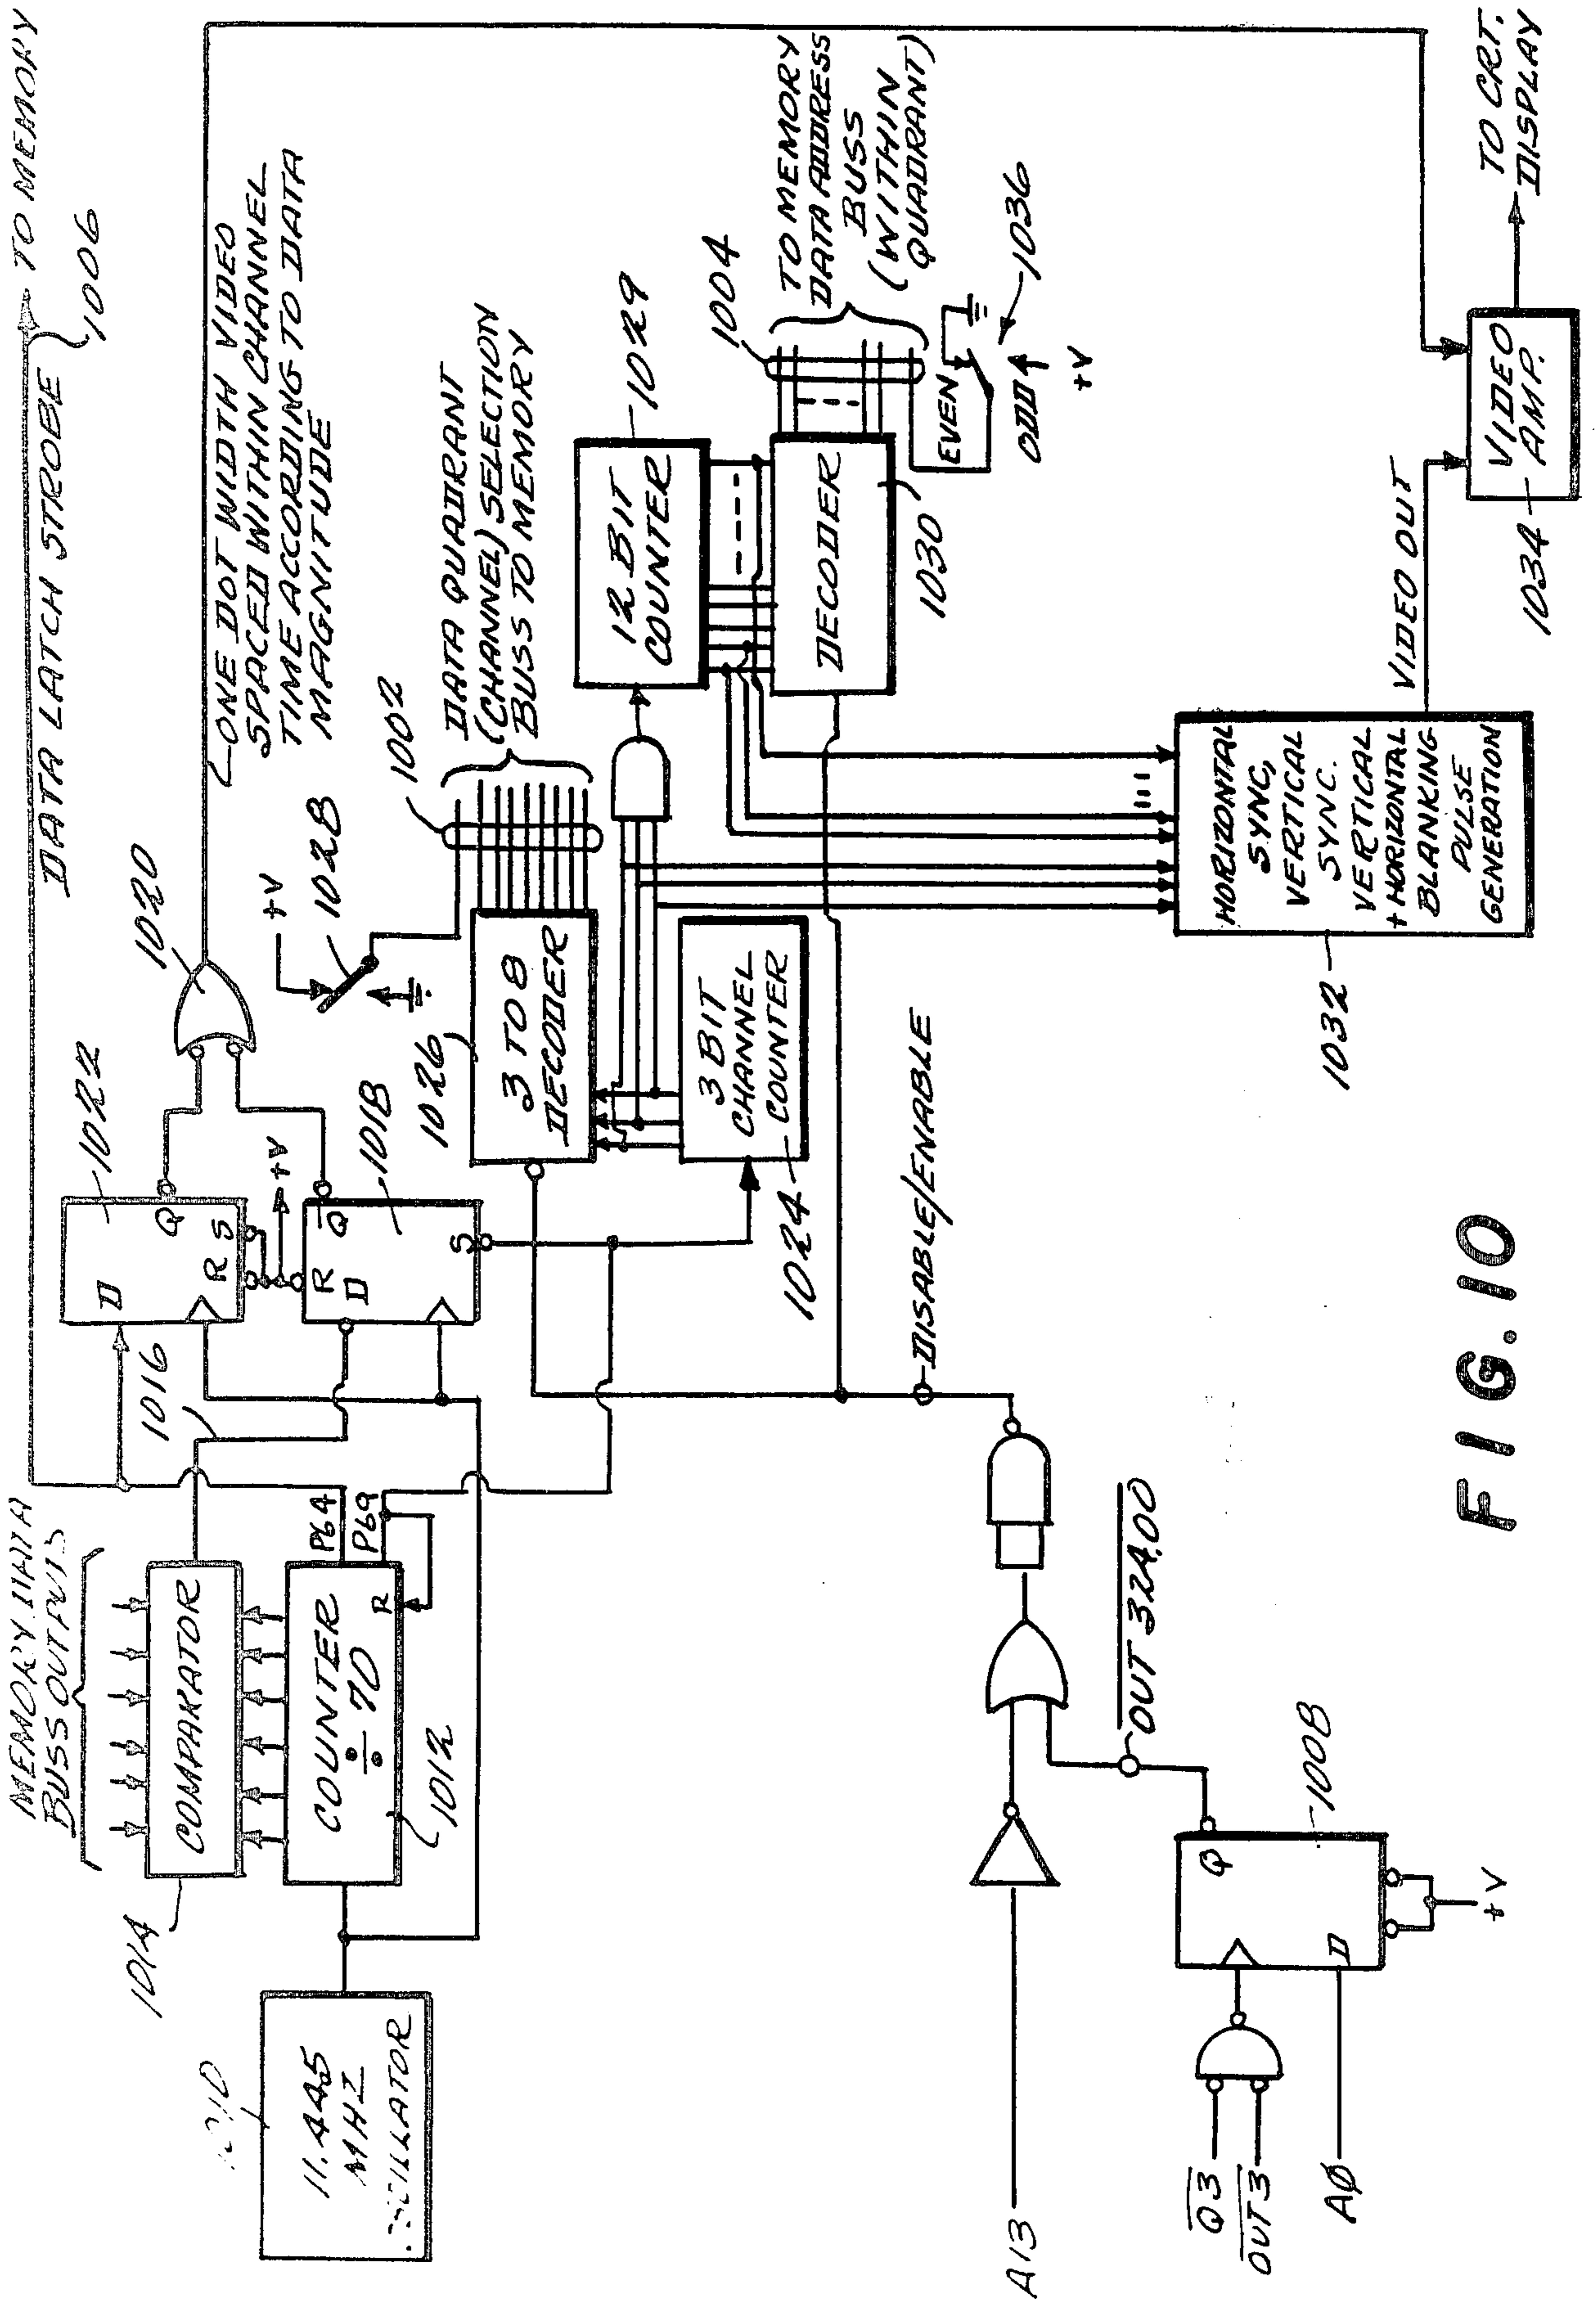 MEMORY DATA
BUSS OUTPUTS
DATA LATCH STROBE
TO MEMORY
1006
ONE DOT WIDTH VIDEO
SPACED WITHIN CHANNEL
TIME ACCORDING TO DATA
MAGNITUDE
1014
COMPARATOR
1016
D
Q
R S
1022
1020
11.445
MHZ
OSCILLATOR
COUNTER
÷ 70
1012
P64
P69
R
+V
R
D
Q̅
S
1018
+V
1028
1026
3 TO 8
DECODER
1002
DATA QUADRANT
(CHANNEL) SELECTION
BUSS TO MEMORY
3 BIT
CHANNEL
COUNTER
1024
12 BIT
COUNTER
1029
DECODER
1030
1004
TO MEMORY
DATA ADDRESS
BUSS
(WITHIN
QUADRANT)
EVEN
ODD
+V
1036
DISABLE/ENABLE
A13
OUT 324.00
Q3
OUT 3
AØ
Q
D
1008
+V
HORIZONTAL
SYNC,
VERTICAL
SYNC.
VERTICAL
+ HORIZONTAL
BLANKING
PULSE
GENERATION
1032
VIDEO OUT
VIDEO
AMP.
1034
TO CRT.
DISPLAY
FIG. 10